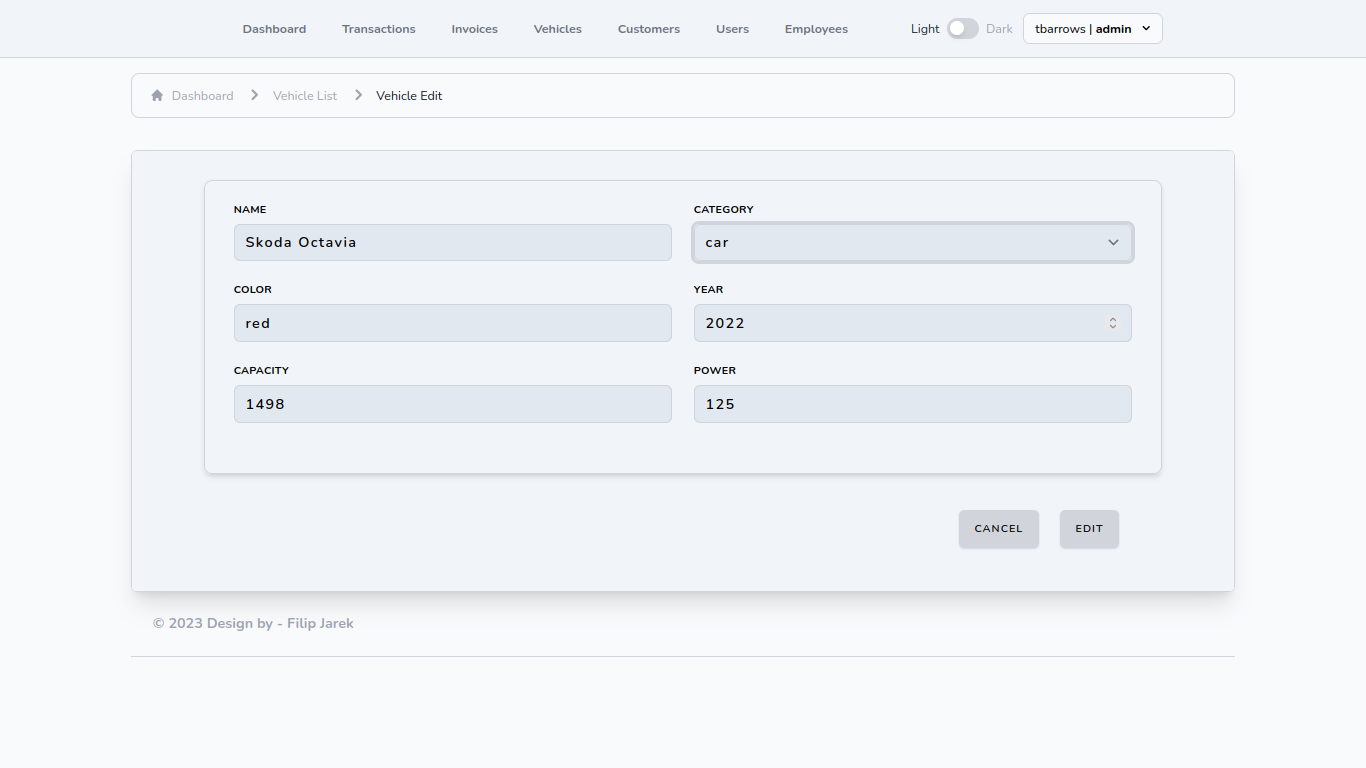 Dashboard Transactions Invoices Vehicles Customers Users Employees Light Dark tbarrows | admin
Dashboard Vehicle List Vehicle Edit
NAME CATEGORY
Skoda Octavia car
COLOR YEAR
red 2022
CAPACITY POWER
1498 125
CANCEL EDIT
© 2023 Design by - Filip Jarek